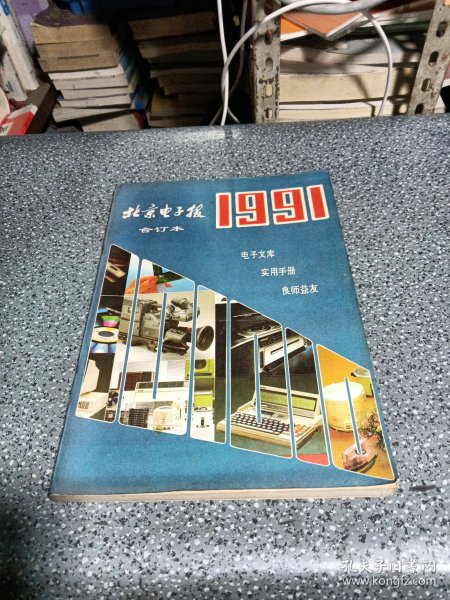 北京电子报
合订本
1991
电子文库
实用手册
良师益友
孔夫子旧书网
www.kongfz.com